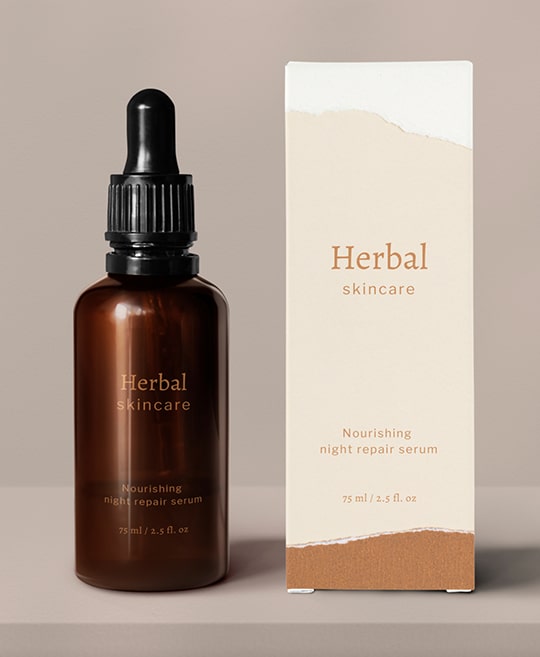 Herbal
skincare
Nourishing
night repair serum
75 ml / 2.5 fl. oz
Herbal
skincare
Nourishing
night repair serum
75 ml / 2.5 fl. oz